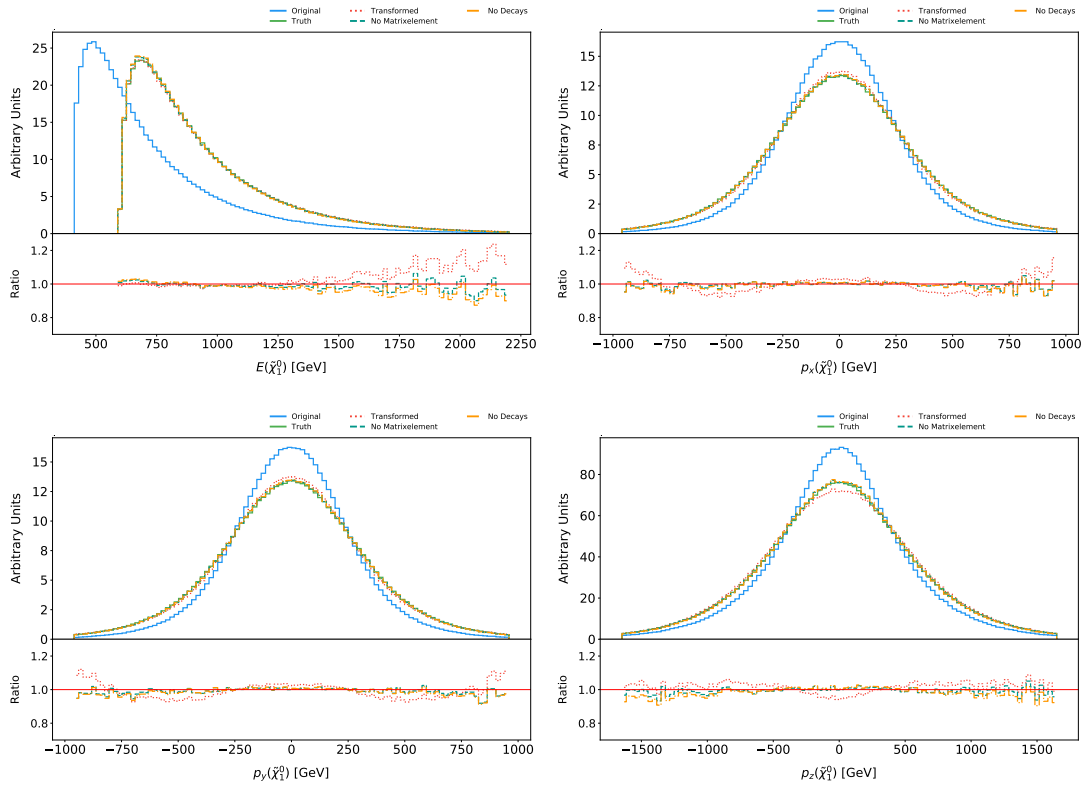 Original Transformed No Decays
Truth No Matrixelement
Arbitrary Units
25
20
15
10
5
0
Ratio
1.2
1.0
0.8
500 750 1000 1250 1500 1750 2000 2250
E(χ̃₁⁰) [GeV]
Original Transformed No Decays
Truth No Matrixelement
Arbitrary Units
15
13
10
8
5
2
0
Ratio
1.2
1.0
0.8
−1000 −750 −500 −250 0 250 500 750 1000
pₓ(χ̃₁⁰) [GeV]
Original Transformed No Decays
Truth No Matrixelement
Arbitrary Units
15
13
10
8
5
2
0
Ratio
1.2
1.0
0.8
−1000 −750 −500 −250 0 250 500 750 1000
p_y(χ̃₁⁰) [GeV]
Original Transformed No Decays
Truth No Matrixelement
Arbitrary Units
80
60
40
20
0
Ratio
1.2
1.0
0.8
−1500 −1000 −500 0 500 1000 1500
p_z(χ̃₁⁰) [GeV]